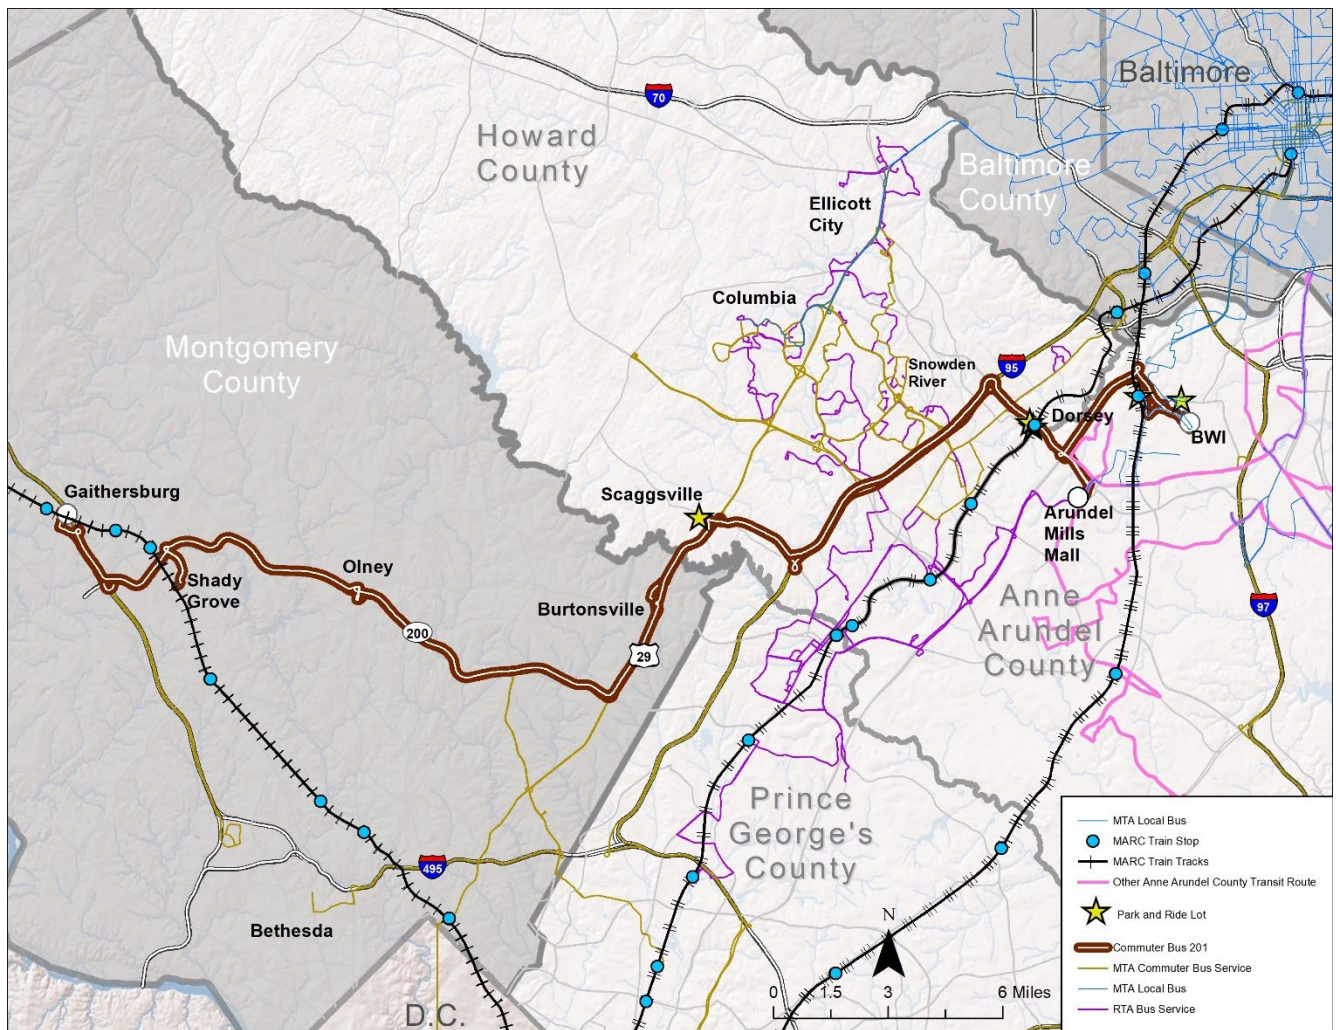 Baltimore
70
Howard
County
Baltimore
County
Ellicott
City
Columbia
Montgomery
County
Snowden
River
95
Dorsey
BWI
Gaithersburg
Scaggsville
Arundel
Mills
Mall
Olney
Shady
Grove
Burtonsville
200
29
Anne
Arundel
County
97
Prince
George's
County
495
Bethesda
D.C.
N
0 1.5 3 6 Miles
MTA Local Bus
MARC Train Stop
MARC Train Tracks
Other Anne Arundel County Transit Route
Park and Ride Lot
Commuter Bus 201
MTA Commuter Bus Service
MTA Local Bus
RTA Bus Service